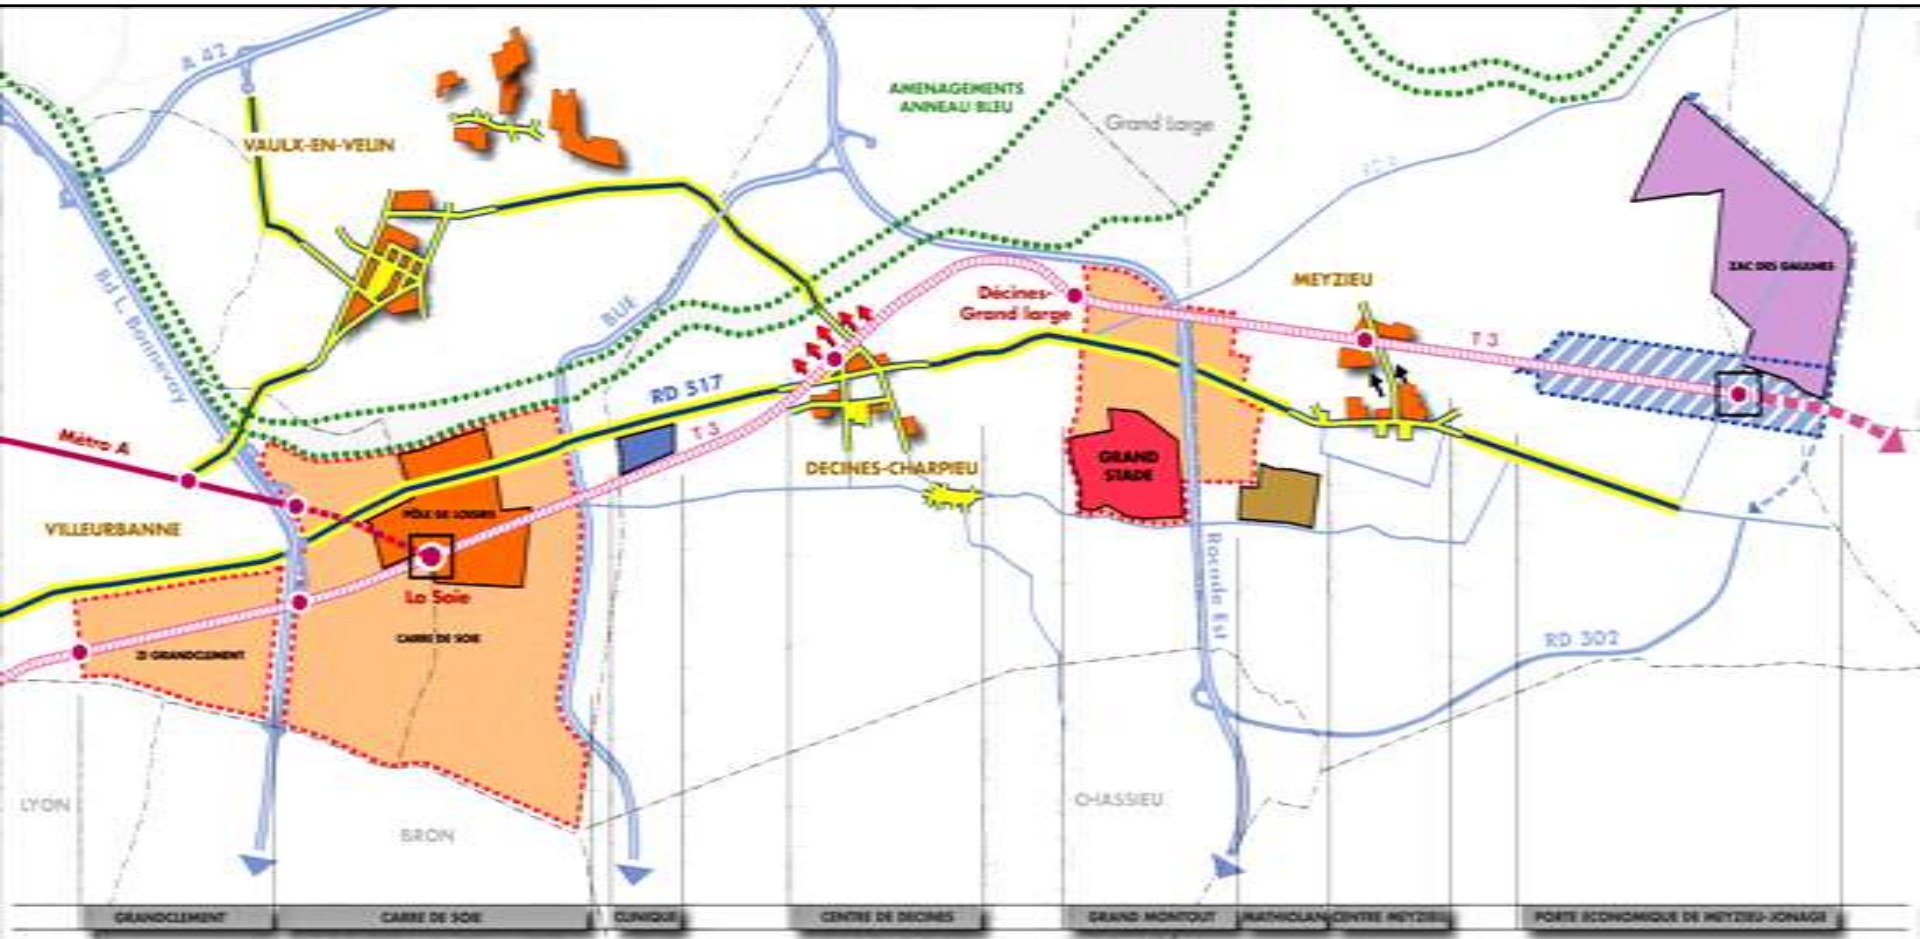 A 42
VAULX-EN-VELIN
AMENAGEMENTS
ANNEAU BLEU
Grand Large
Bd L. Bonnevay
BUE
Décines-
Grand large
MEYZIEU
ZAC DES GAULNES
RD 517
T 3
T 3
Métro A
DECINES-CHARPIEU
GRAND
STADE
VILLEURBANNE
PÔLE DE LOISIRS
La Soie
CARRE DE SOIE
ZI GRANDCLEMENT
Rocade Est
RD 302
LYON
BRON
CHASSIEU
GRANDCLEMENT
CARRE DE SOIE
CLINIQUE
CENTRE DE DECINES
GRAND MONTOUT
MATHIOLAN
CENTRE MEYZIEU
PORTE ECONOMIQUE DE MEYZIEU-JONAGE